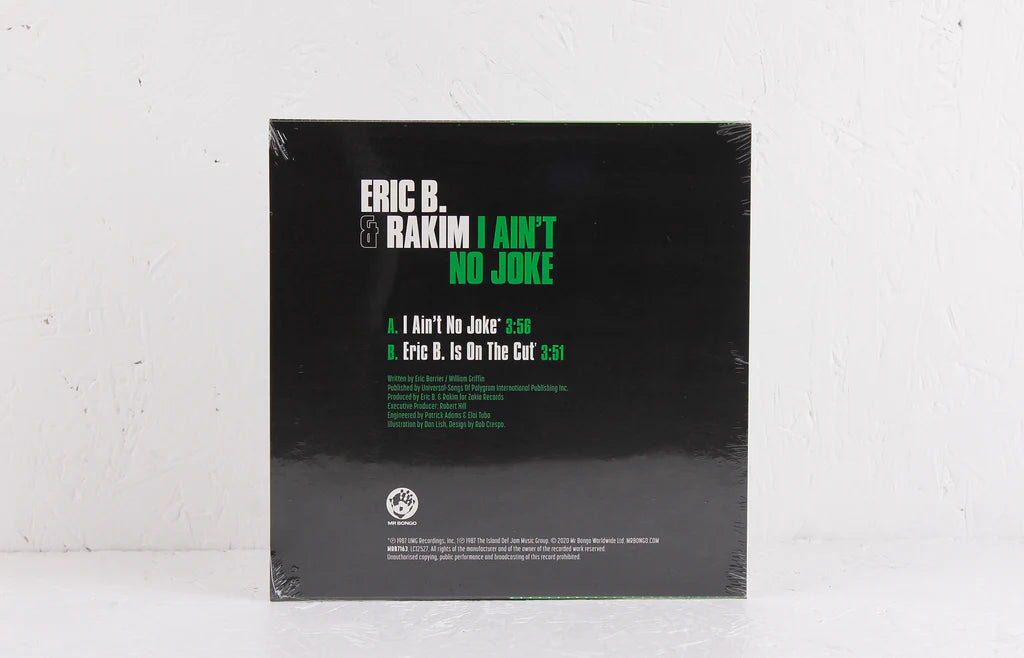 ERIC B.
& RAKIM I AIN'T
NO JOKE
A. I Ain't No Joke* 3:56
B. Eric B. Is On The Cut† 3:51
Written by Eric Barrier / William Griffin
Published by Universal-Songs Of Polygram International Publishing Inc.
Produced by Eric B. & Rakim for Zakia Records
Executive Producer: Robert Hill
Engineered by Patrick Adams & Elai Tubo
Illustration by Dan Lish. Design by Rob Crespo.
MR BONGO
*℗ 1987 UMG Recordings, Inc. †℗ 1987 The Island Def Jam Music Group. © 2020 Mr Bongo Worldwide Ltd. MRBONGO.COM
MRB7163. LC12527. All rights of the manufacturer and of the owner of the recorded work reserved.
Unauthorised copying, public performance and broadcasting of this record prohibited.